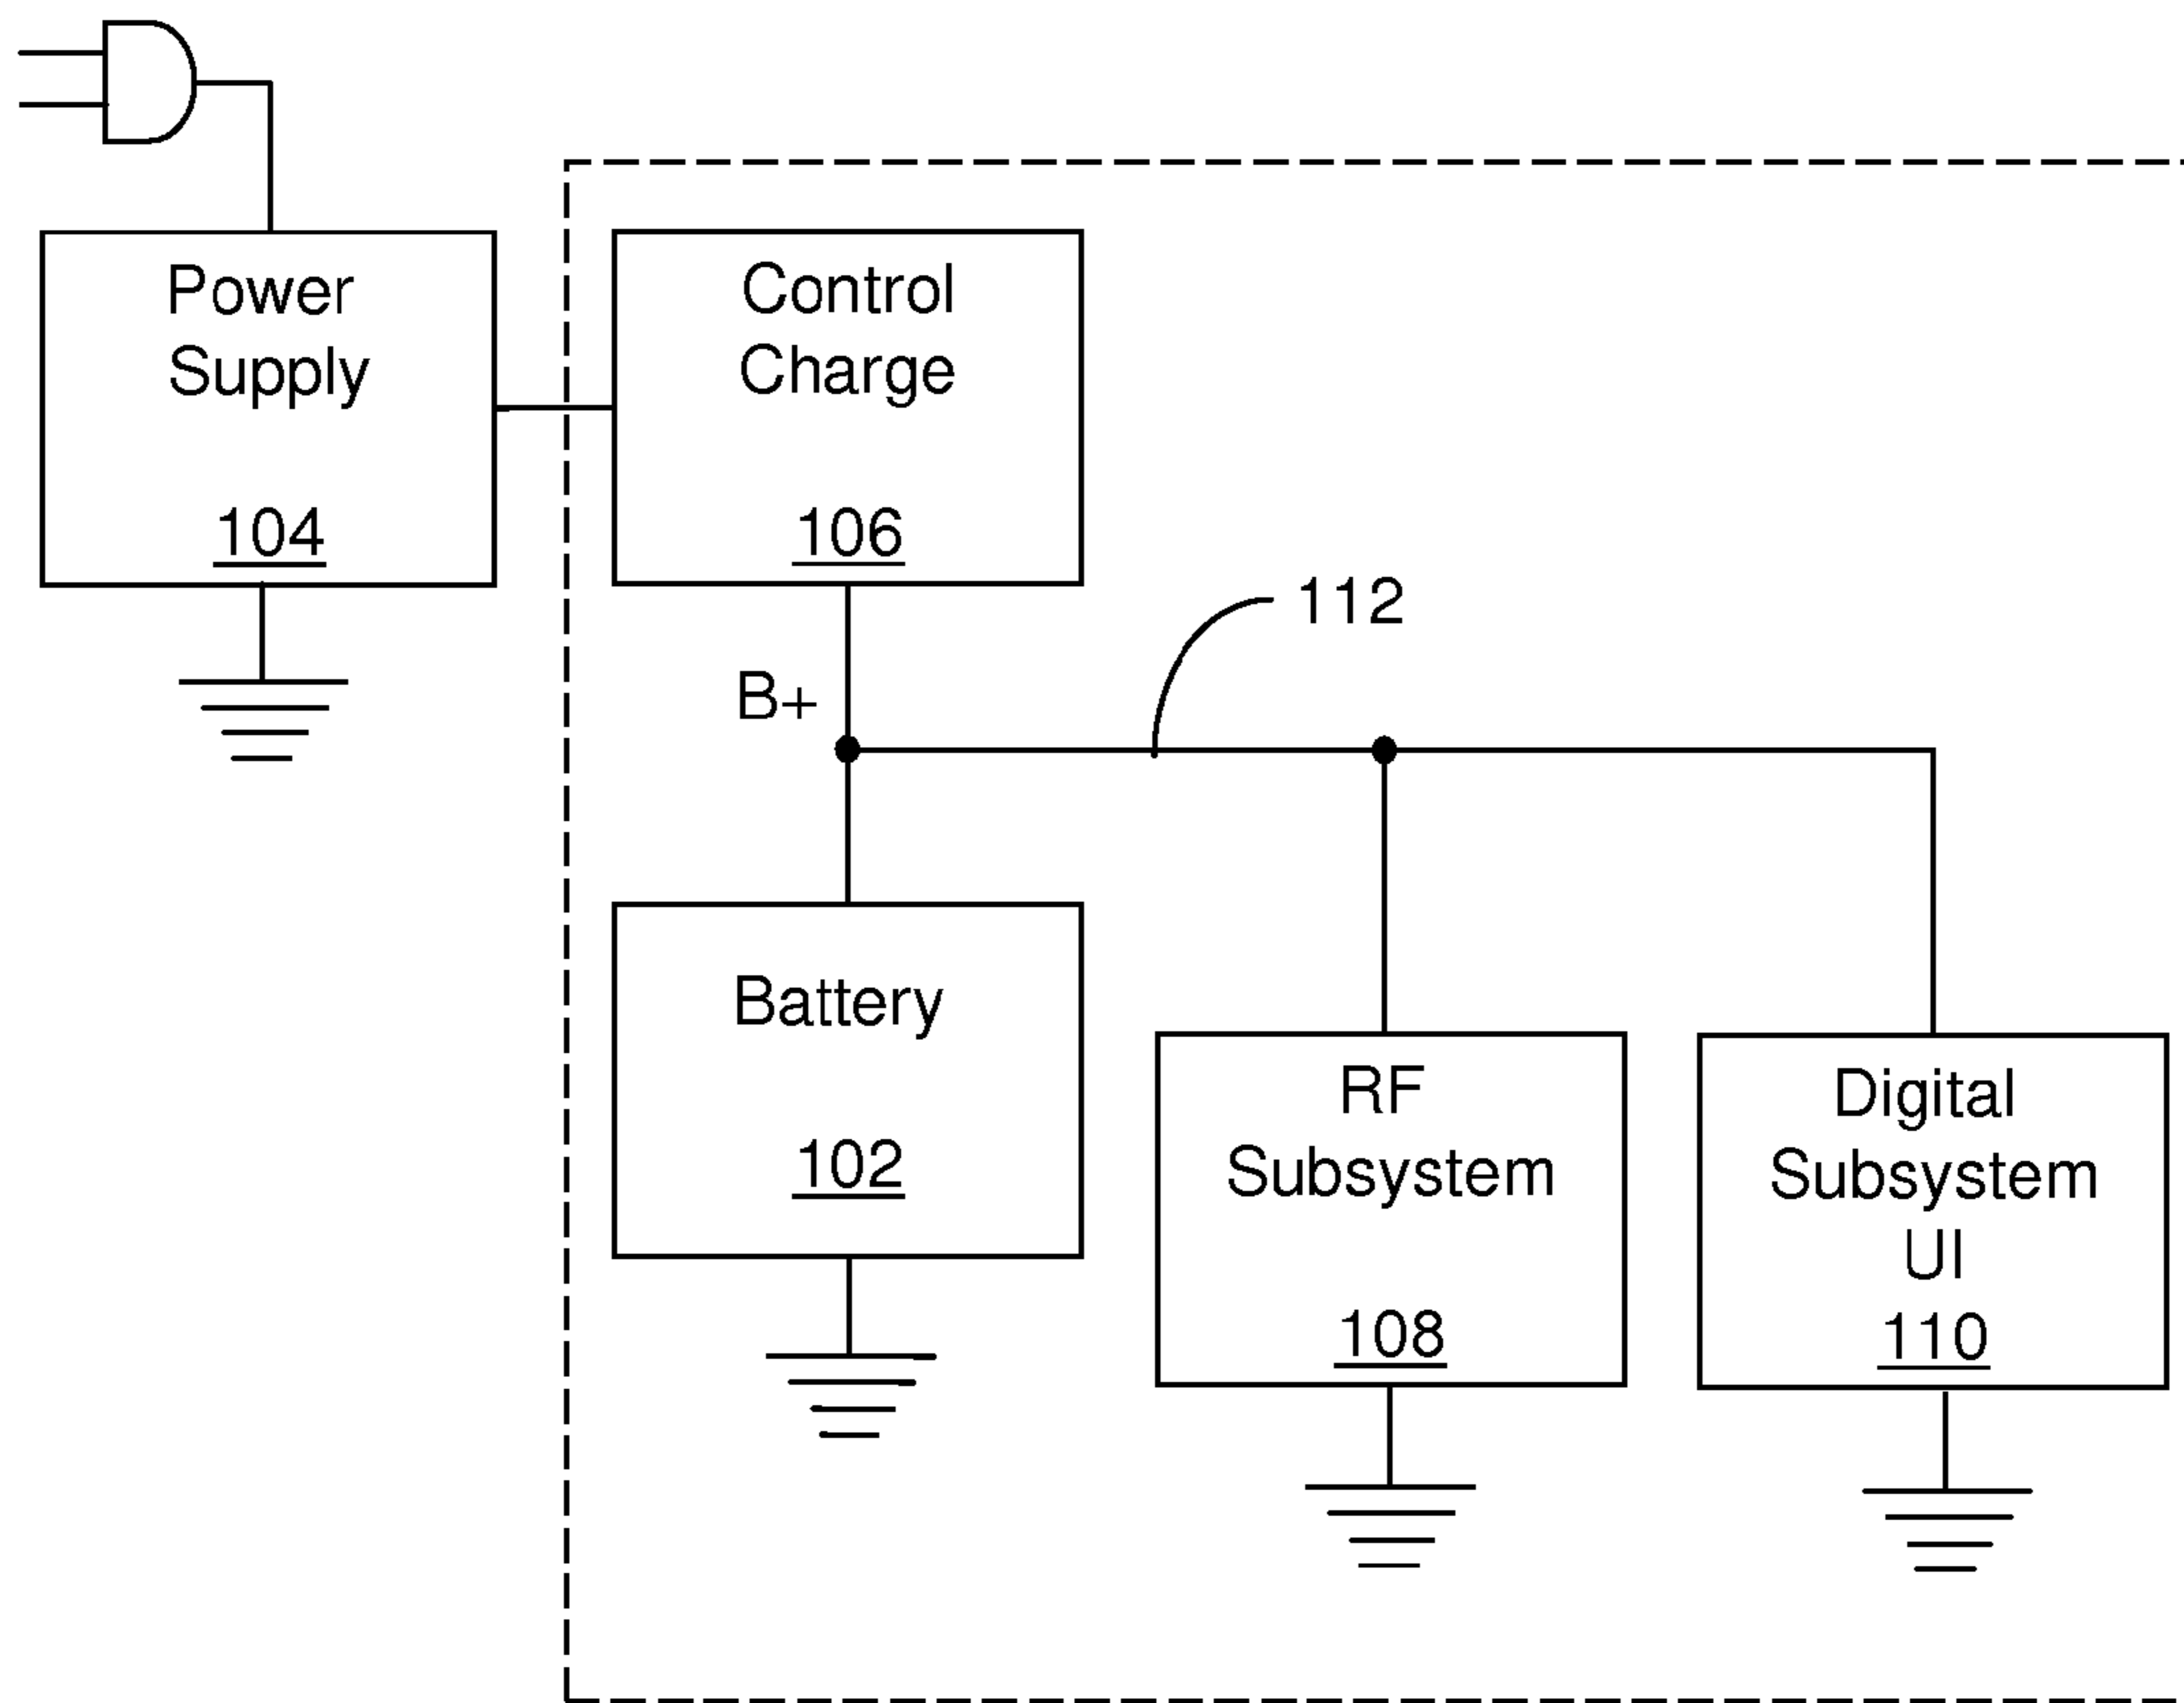 Power
Supply
104
Control
Charge
106
112
B+
Battery
102
RF
Subsystem
108
Digital
Subsystem
UI
110